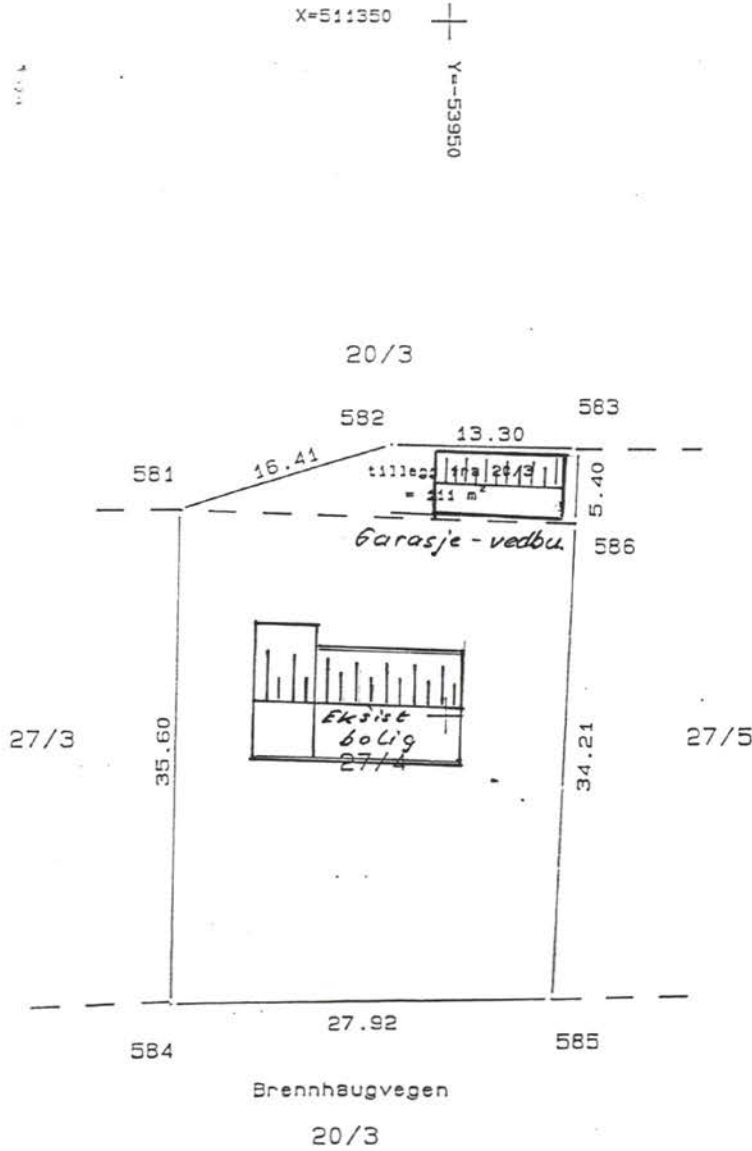 X=511350
Y=-53950
20/3
582
583
13.30
16.41
581
tillegg fra 20/3
= 111 m²
5.40
Garasje - vedbu
586
Eksist
bolig
27/3
35.60
27/4
34.21
27/5
27.92
584
585
Brennhaugvegen
20/3